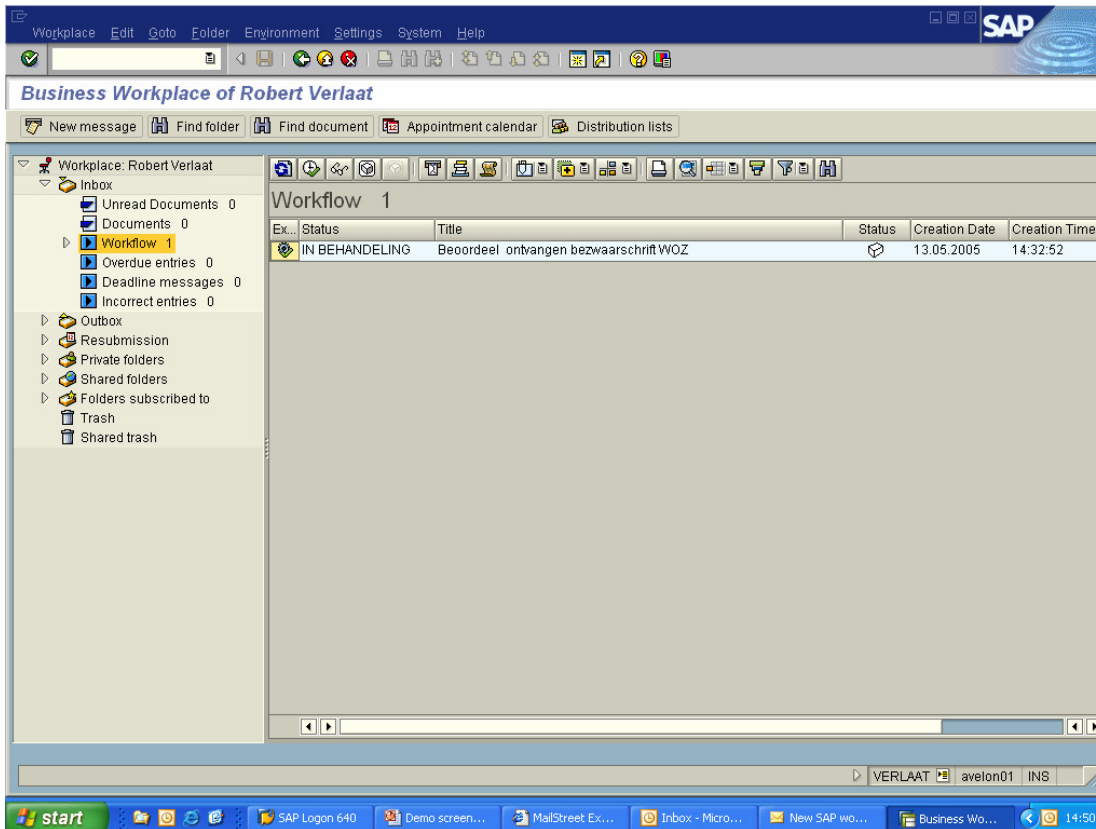 Workplace Edit Goto Folder Environment Settings System Help
SAP
Business Workplace of Robert Verlaat
New message Find folder Find document Appointment calendar Distribution lists
Workplace: Robert Verlaat
Inbox
Unread Documents 0
Documents 0
Workflow 1
Overdue entries 0
Deadline messages 0
Incorrect entries 0
Outbox
Resubmission
Private folders
Shared folders
Folders subscribed to
Trash
Shared trash
Workflow 1
Ex... Status Title Status Creation Date Creation Time
IN BEHANDELING Beoordeel ontvangen bezwaarschrift WOZ 13.05.2005 14:32:52
VERLAAT avelon01 INS
start SAP Logon 640 Demo screen... MailStreet Ex... Inbox - Micro... New SAP wo... Business Wo... 14:50